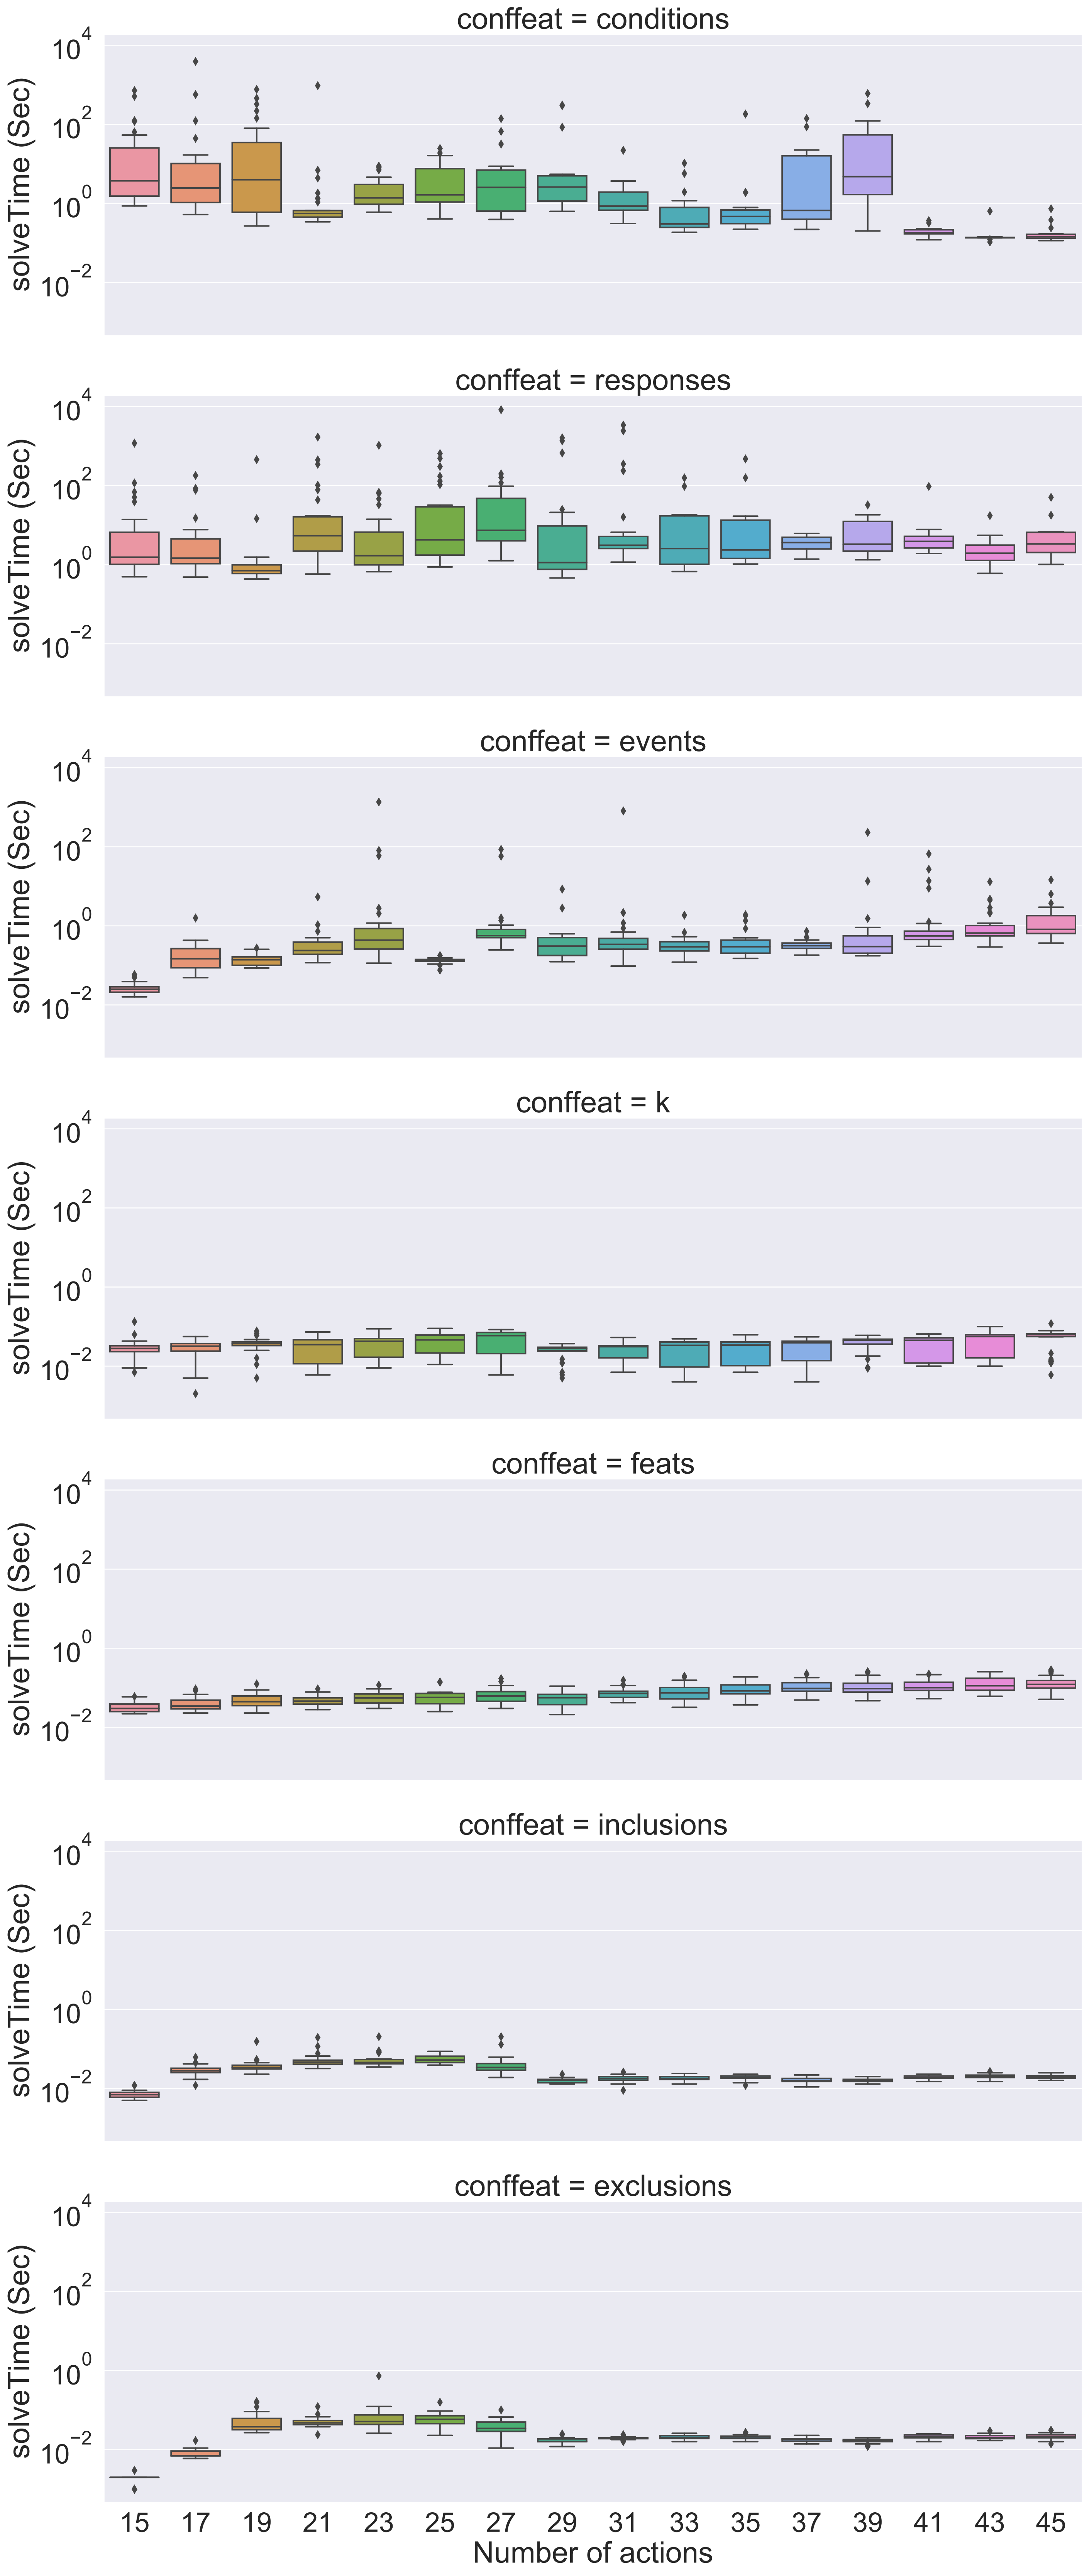 conffeat = conditions
10^4
10^2
10^0
10^−2
solveTime (Sec)
conffeat = responses
10^4
10^2
10^0
10^−2
solveTime (Sec)
conffeat = events
10^4
10^2
10^0
10^−2
solveTime (Sec)
conffeat = k
10^4
10^2
10^0
10^−2
solveTime (Sec)
conffeat = feats
10^4
10^2
10^0
10^−2
solveTime (Sec)
conffeat = inclusions
10^4
10^2
10^0
10^−2
solveTime (Sec)
conffeat = exclusions
10^4
10^2
10^0
10^−2
solveTime (Sec)
15 17 19 21 23 25 27 29 31 33 35 37 39 41 43 45
Number of actions